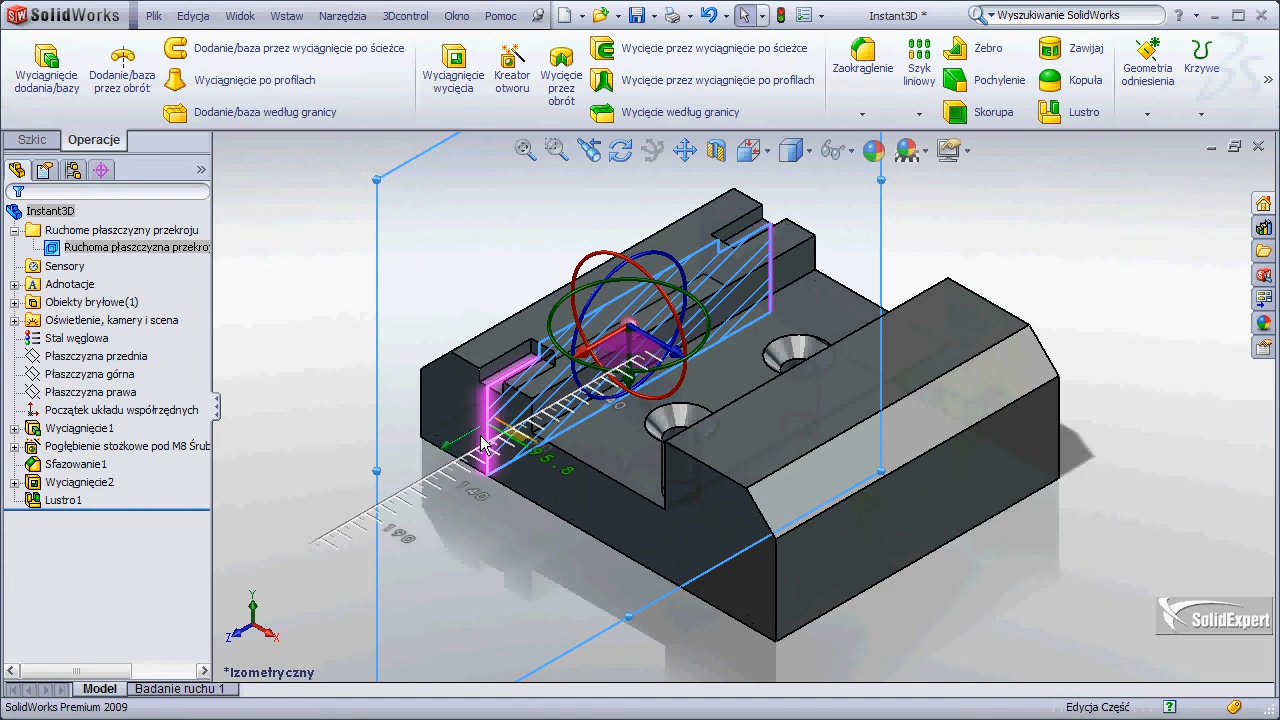 SolidWorks
Plik Edycja Widok Wstaw Narzędzia 3Dcontrol Okno Pomoc
Instant3D *
Wyszukiwanie SolidWorks
?
Wyciągnięcie dodania/bazy
Dodanie/baza przez obrót
Dodanie/baza przez wyciągnięcie po ścieżce
Wyciągnięcie po profilach
Dodanie/baza według granicy
Wyciągnięcie wycięcia
Kreator otworu
Wycięcie przez obrót
Wycięcie przez wyciągnięcie po ścieżce
Wycięcie przez wyciągnięcie po profilach
Wycięcie według granicy
Zaokrąglenie
Szyk liniowy
Żebro
Pochylenie
Skorupa
Zawijaj
Kopuła
Lustro
Geometria odniesienia
Krzywe
Szkic Operacje
Instant3D
Ruchome płaszczyzny przekroju
Ruchoma płaszczyzna przekroj
Sensory
Adnotacje
Obiekty bryłowe(1)
Oświetlenie, kamery i scena
Stal węglowa
Płaszczyzna przednia
Płaszczyzna górna
Płaszczyzna prawa
Początek układu współrzędnych
Wyciągnięcie1
Pogłębienie stożkowe pod M8 Śrub
Sfazowanie1
Wyciągnięcie2
Lustro1
95.8
140
190
Y
Z
X
*Izometryczny
SolidExpert
Model Badanie ruchu 1
SolidWorks Premium 2009
Edycja Część
?